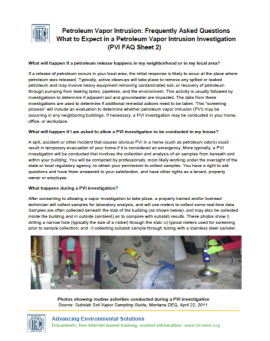 Petroleum Vapor Intrusion: Frequently Asked Questions
What to Expect in a Petroleum Vapor Intrusion Investigation
(PVI FAQ Sheet 2)
What will happen if a petroleum release happens in my neighborhood or in my local area?
If a release of petroleum occurs in your local area, the initial response is likely to occur at the place where
petroleum was released. Typically, active cleanups will take place to remove any spilled or leaked
petroleum and may involve heavy equipment removing contaminated soil, or recovery of petroleum
through pumping from leaking tanks, pipelines, and the environment. This activity is usually followed by
investigations to determine if adjacent soil and groundwater are impacted. The data from these
investigations are used to determine if additional remedial actions need to be taken. This "screening
process" will include an evaluation to determine whether petroleum vapor intrusion (PVI) may be
occurring in any neighboring buildings. If necessary, a PVI investigation may be conducted in your home,
office, or workplace.
What will happen if I am asked to allow a PVI investigation to be conducted in my house?
A spill, accident or other incident that causes obvious PVI in a home (such as petroleum odors) could
result in temporary evacuation of your home if it is considered an emergency. More typically, a PVI
investigation will be conducted that involves the collection and analysis of air samples from beneath and
within your building. You will be contacted by professionals, most likely working under the oversight of the
state or local regulatory agency, to obtain your permission to collect samples. You have a right to ask
questions and have them answered to your satisfaction, and have other rights as a tenant, property
owner or employee.
What happens during a PVI investigation?
After consenting to allowing a vapor investigation to take place, a properly trained and/or licensed
technician will collect samples for laboratory analysis, and will use meters to collect some real time data.
Samples are often collected beneath the slab of the building (as shown below), and may also be collected
inside the building and in outside (ambient) air to compare with subslab results. These photos show i)
drilling a narrow hole (typically the size of a nickel) through the slab; ii) typical meters used for screening
prior to sample collection; and iii) collecting subslab sample through tubing with a stainless steel canister.
Photos showing routine activities conducted during a PVI investigation
Source: Subslab Soil Vapor Sampling Guide, Montana DEQ, April 22, 2011.
Advancing Environmental Solutions
Documents, free Internet-based training, contact information: www.itrcweb.org